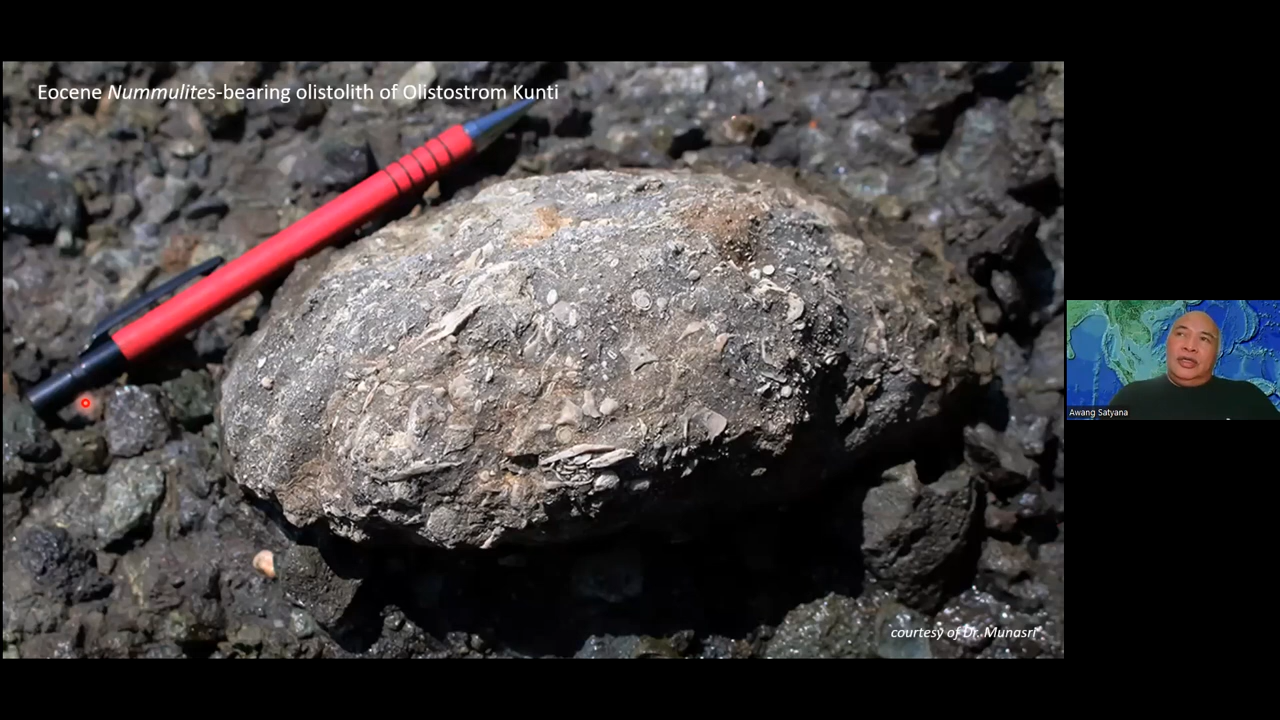 Eocene Nummulites-bearing olistolith of Olistostrom Kunti
courtesy of Dr. Munasri
Awang Satyana